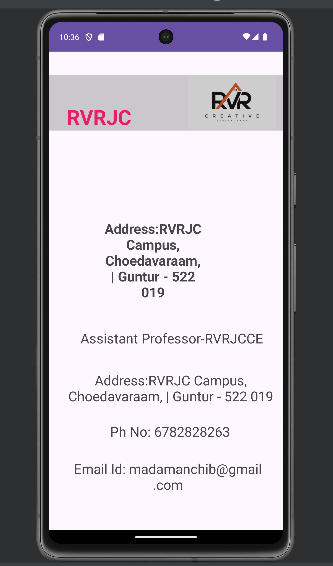 10:36
RVRJC
RVR
CREATIVE
Address:RVRJC
Campus,
Choedavaraam,
| Guntur - 522
019
Assistant Professor-RVRJCCE
Address:RVRJC Campus,
Choedavaraam, | Guntur - 522 019
Ph No: 6782828263
Email Id: madamanchib@gmail
.com